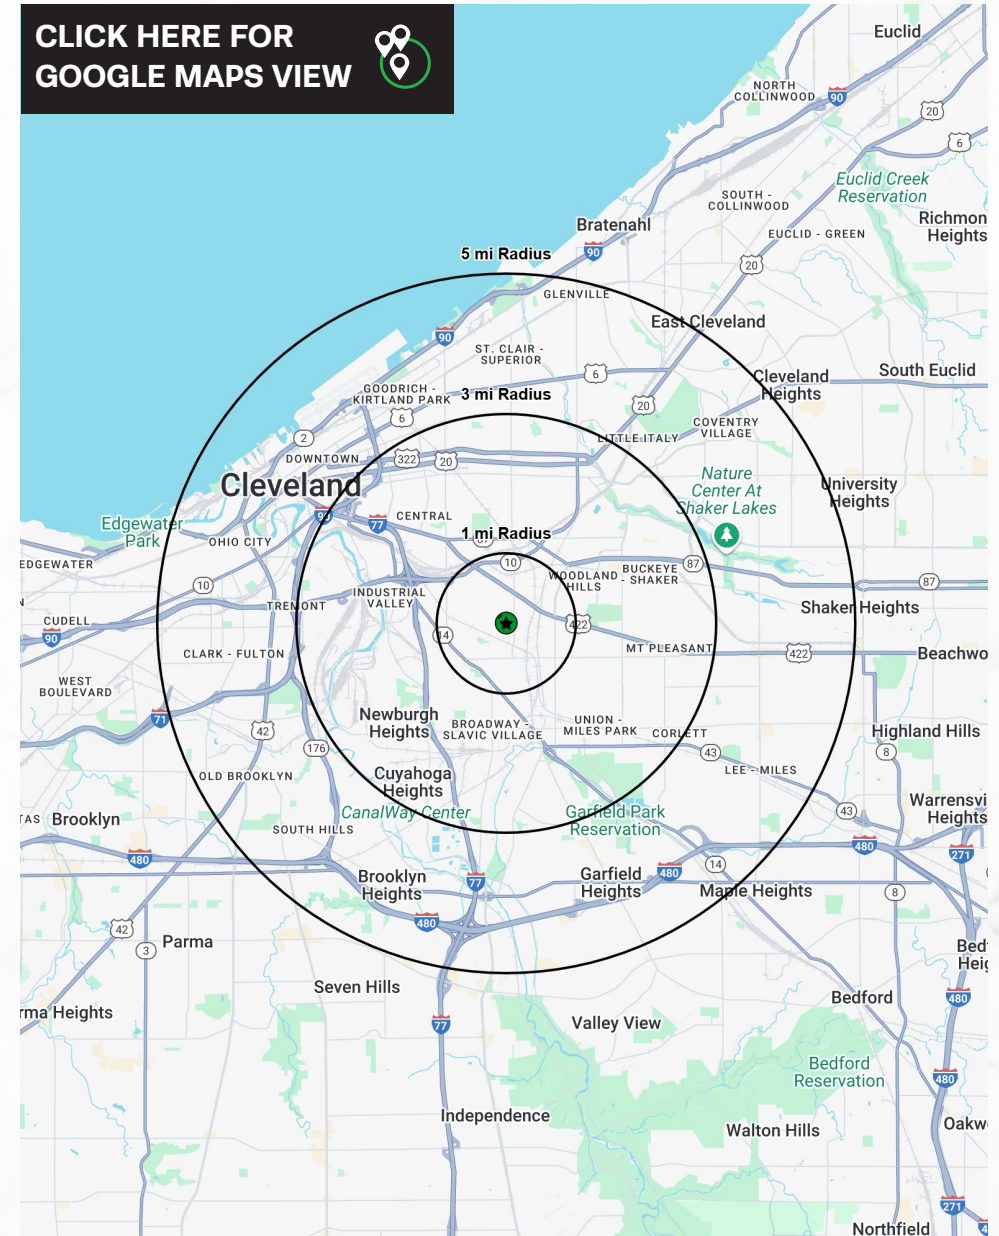 CLICK HERE FOR
GOOGLE MAPS VIEW
Euclid
NORTH
COLLINWOOD
90
20
6
Euclid Creek
Reservation
SOUTH -
COLLINWOOD
Richmon
Heights
Bratenahl
EUCLID - GREEN
90
5 mi Radius
20
GLENVILLE
East Cleveland
90
ST. CLAIR -
SUPERIOR
6
South Euclid
Cleveland
Heights
GOODRICH -
KIRTLAND PARK
3 mi Radius
20
6
COVENTRY
VILLAGE
2
LITTLE ITALY
DOWNTOWN
322
20
Cleveland
Nature
Center At
Shaker Lakes
University
Heights
90
77
CENTRAL
Edgewater
Park
1 mi Radius
OHIO CITY
EDGEWATER
10
87
BUCKEYE
- SHAKER
WOODLAND
HILLS
87
10
INDUSTRIAL
VALLEY
TREMONT
Shaker Heights
CUDELL
90
14
422
MT PLEASANT
422
Beachwo
CLARK - FULTON
WEST
BOULEVARD
71
Newburgh
Heights
BROADWAY -
SLAVIC VILLAGE
UNION -
MILES PARK
CORLETT
42
176
43
Highland Hills
8
OLD BROOKLYN
Cuyahoga
Heights
LEE - MILES
CanalWay Center
Garfield Park
Reservation
43
Warrensvi
Heights
TAS
Brooklyn
SOUTH HILLS
480
480
271
Brooklyn
Heights
77
Garfield
Heights
480
14
Maple Heights
8
480
42
3
Parma
Bedf
Heig
Seven Hills
Bedford
480
rma Heights
77
Valley View
Bedford
Reservation
480
Independence
Walton Hills
Oakw
271
Northfield